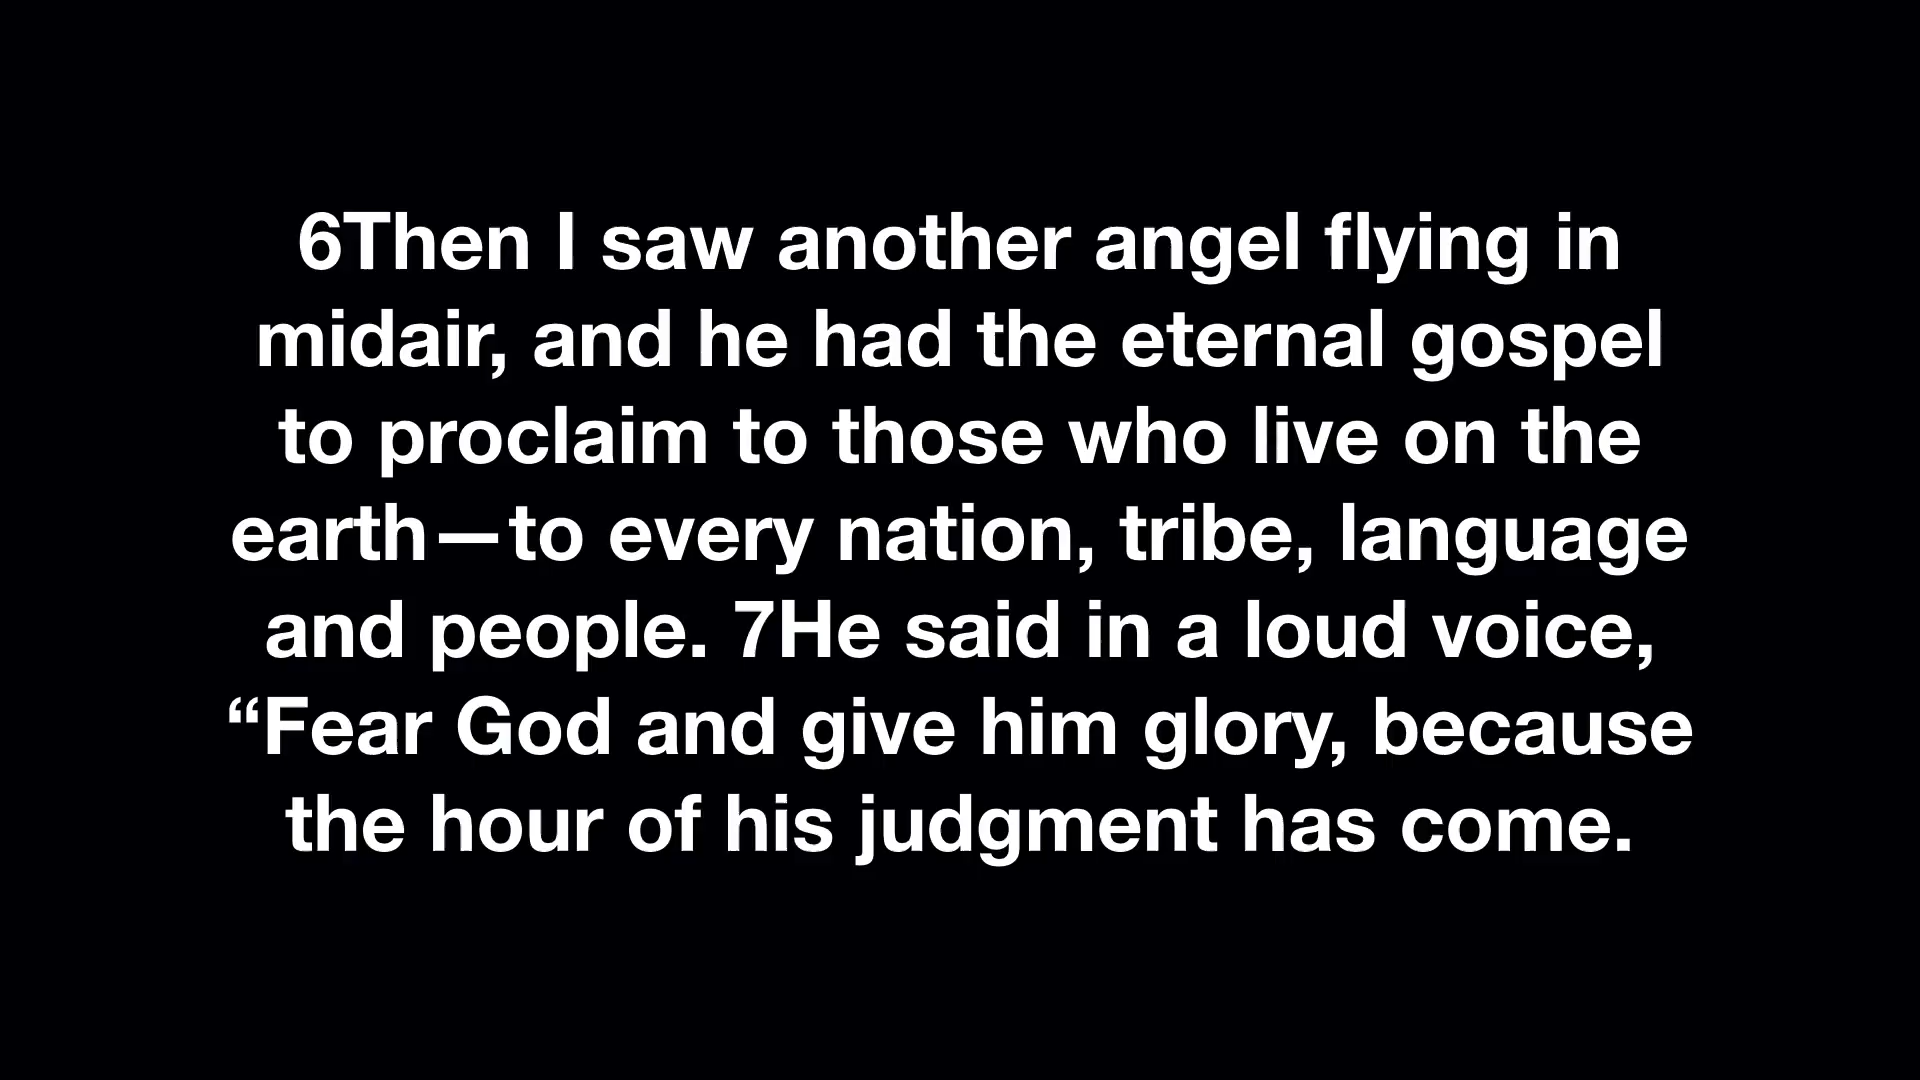 6Then I saw another angel flying in
midair, and he had the eternal gospel
to proclaim to those who live on the
earth—to every nation, tribe, language
and people. 7He said in a loud voice,
“Fear God and give him glory, because
the hour of his judgment has come.